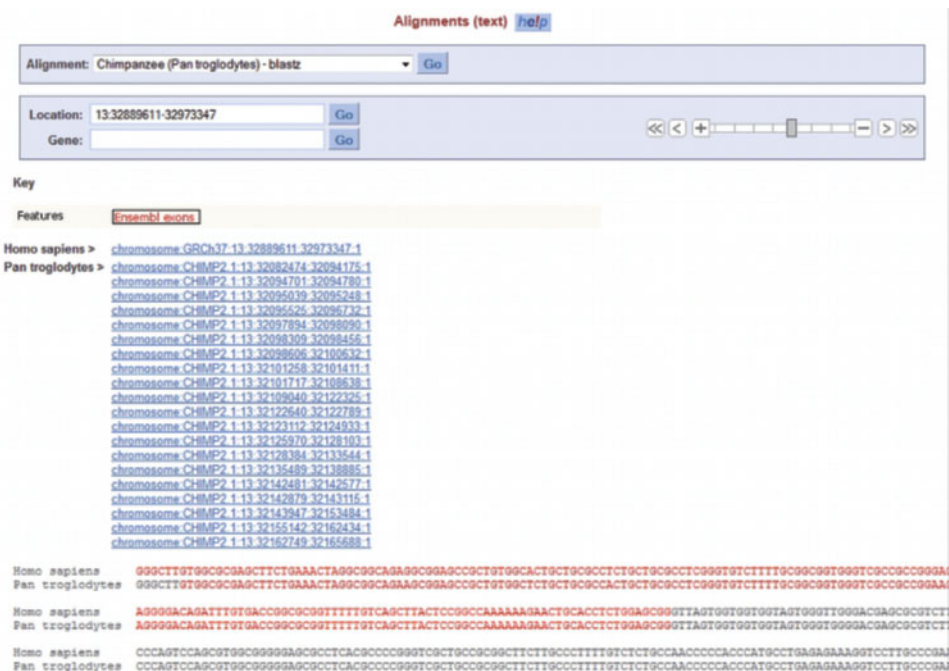 Alignments (text) help
Alignment: Chimpanzee (Pan troglodytes) - blastz Go
Location: 13:32889611-32973347 Go
Gene: Go
Key
Features Ensembl exons
Homo sapiens > chromosome:GRCh37:13:32889611:32973347:1
Pan troglodytes > chromosome:CHIMP2.1:13:32082474:32094175:1
chromosome:CHIMP2.1:13:32094701:32094780:1
chromosome:CHIMP2.1:13:32095039:32095248:1
chromosome:CHIMP2.1:13:32095525:32096732:1
chromosome:CHIMP2.1:13:32097894:32098090:1
chromosome:CHIMP2.1:13:32098309:32098456:1
chromosome:CHIMP2.1:13:32098606:32100632:1
chromosome:CHIMP2.1:13:32101258:32101411:1
chromosome:CHIMP2.1:13:32101717:32108638:1
chromosome:CHIMP2.1:13:32109040:32122325:1
chromosome:CHIMP2.1:13:32122640:32122789:1
chromosome:CHIMP2.1:13:32123112:32124933:1
chromosome:CHIMP2.1:13:32125970:32128103:1
chromosome:CHIMP2.1:13:32128384:32133544:1
chromosome:CHIMP2.1:13:32135489:32138885:1
chromosome:CHIMP2.1:13:32142481:32142577:1
chromosome:CHIMP2.1:13:32142879:32143115:1
chromosome:CHIMP2.1:13:32143947:32153484:1
chromosome:CHIMP2.1:13:32155142:32162434:1
chromosome:CHIMP2.1:13:32162749:32165688:1
Homo sapiens GGGCTTGTGGCGCGAGCTTCTGAAACTAGGCGGCAGAGGCGGAGCCGCTGTGGCACTGCTGCGCCTCTGCTGCGCCTCGGGTGTCTTTTGCGGCGGTGGGTCGCCGCCGGGAG
Pan troglodytes GGGCTTGTGGCGCGAGCTTCTGAAACTAGGCGGCAGAAGCGGAGCCGCTGTGGCTCTGCTGCGCCACTGCTGCGCCTCGGGTGTCTTTTGCGGCGGTGGGTCGCCGCCGGGAG
Homo sapiens AGGGGACAGATTTGTGACCGGCGCGGTTTTTGTCAGCTTACTCCGGCCAAAAAAGAACTGCACCTCTGGAGCGGGTTAGTGGTGGTGGTAGTGGGTTGGGACGAGCGCGTCT
Pan troglodytes AGGGGACAGATTTGTGACCGGCGCGGTTTTTGTCAGCTTACTCCGGCCAAAAAAGAACTGCACCTCTGGAGCGGGTTAGTGGTGGTGGTAGTGGGTGGGGACGAGCGCGTCT
Homo sapiens CCCAGTCCAGCGTGGCGGGGGAGCGCCTCACGCCCCGGGTCGCTGCCGCGGCTTCTTGCCCTTTTGTCTCTGCCAACCCCCACCCATGCCTGAGAGAAAGGTCCTTGCCCGA
Pan troglodytes